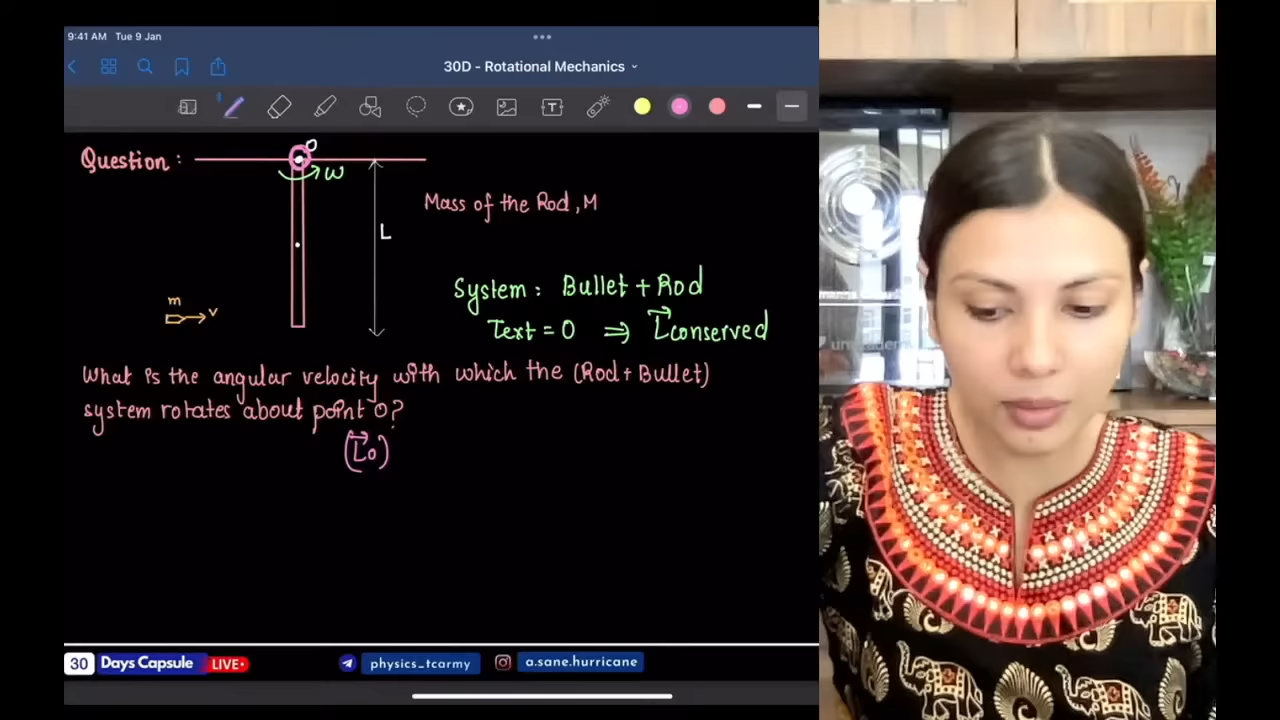 9:41 AM Tue 9 Jan
30D - Rotational Mechanics
Question :
O
ω
Mass of the Rod, M
L
m
v
System : Bullet + Rod
τext = 0 ⇒ L⃗ conserved
What is the angular velocity with which the (Rod + Bullet)
system rotates about point O?
(L⃗o)
30 Days Capsule LIVE
physics_tcarmy
a.sane.hurricane